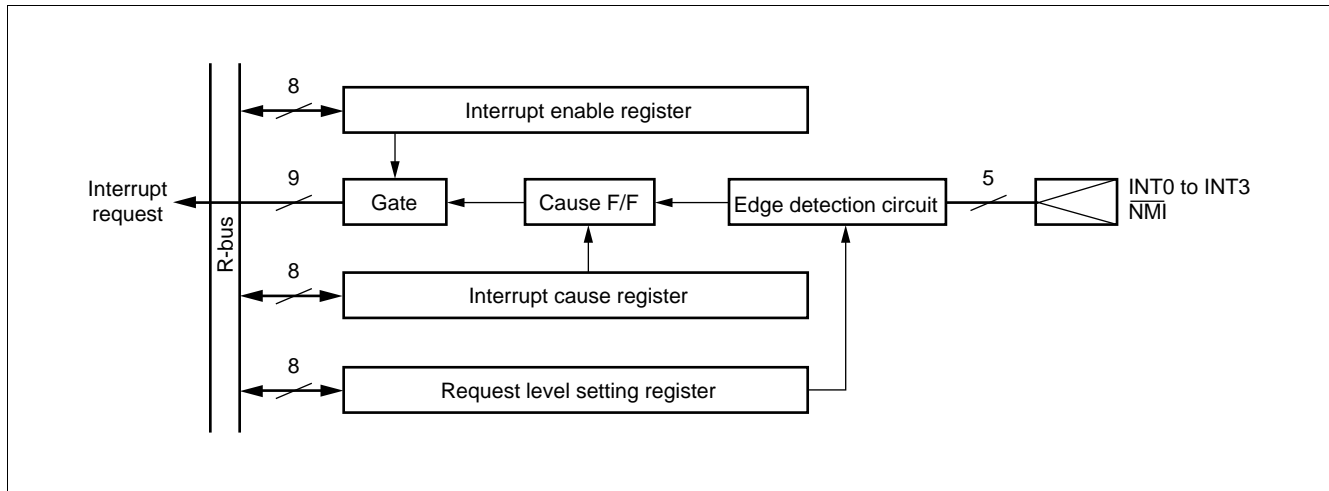 8
Interrupt enable register
Interrupt
request
9
Gate
Cause F/F
Edge detection circuit
5
INT0 to INT3
NMI
R-bus
8
Interrupt cause register
8
Request level setting register